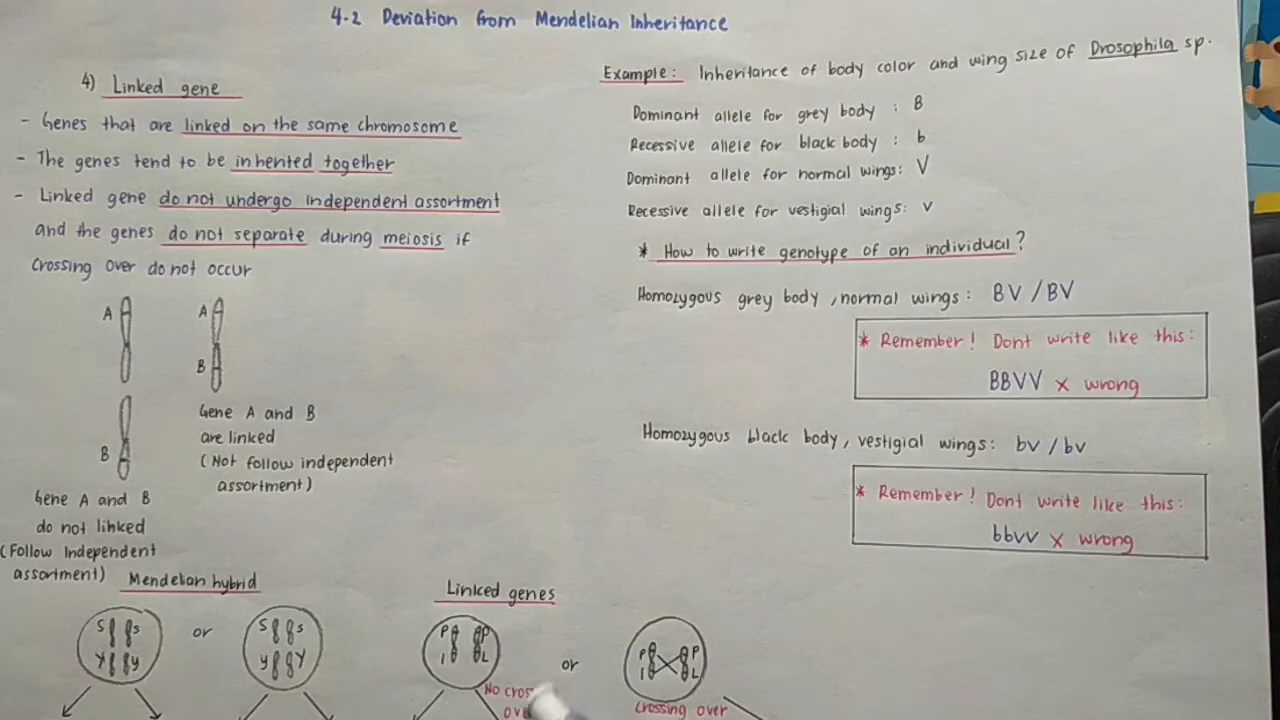 4.2 Deviation from Mendelian Inheritance
4) Linked gene
- Genes that are linked on the same chromosome
- The genes tend to be inherited together
- Linked gene do not undergo independent assortment
and the genes do not separate during meiosis if
crossing over do not occur
A
B
Gene A and B
do not linked
(Follow Independent
assortment)
A
B
Gene A and B
are linked
(Not follow independent
assortment)
Example: Inheritance of body color and wing size of Drosophila sp.
Dominant allele for grey body : B
Recessive allele for black body : b
Dominant allele for normal wings: V
Recessive allele for vestigial wings: v
* How to write genotype of an individual?
Homozygous grey body, normal wings: BV / BV
* Remember! Dont write like this:
BBVV x wrong
Homozygous black body, vestigial wings: bv / bv
* Remember! Dont write like this:
bbvv x wrong
Mendelian hybrid
S s
Y y
or
S s
y Y
Linked genes
No cros
ove
or
Crossing over